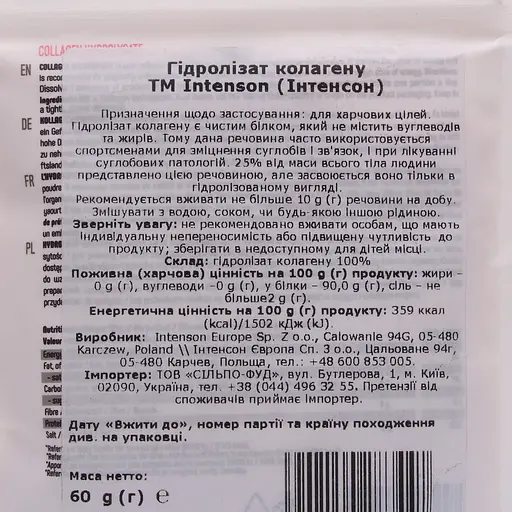 COLLAGEN HYDROLYSATE
EN
DE
FR
PL
Гідролізат колагену
ТМ Intenson (Інтенсон)
Призначення щодо застосування: для харчових цілей.
Гідролізат колагену є чистим білком, який не містить вуглеводів
та жирів. Тому дана речовина часто використовується
спортсменами для зміцнення суглобів і зв'язок, і при лікуванні
суглобових патологій. 25% від маси всього тіла людини
представлено цією речовиною, але засвоюється воно тільки в
гідролізованому вигляді.
Рекомендується вживати не більше 10 g (г) речовини на добу.
Змішувати з водою, соком, чи будь-якою іншою рідиною.
Зверніть увагу: не рекомендовано вживати особам, що мають
індивідуальну непереносимість або підвищену чутливість до
продукту; зберігати в недоступному для дітей місці.
Склад: гідролізат колагену 100%
Поживна (харчова) цінність на 100 g (г) продукту: жири –
0 g (г), вуглеводи –0 g (г), у білки – 90,0 g (г), сіль – не
більше2 g (г).
Енергетична цінність на 100 g (г) продукту: 359 ккал
(kcal)/1502 кДж (kJ).
Виробник: Intenson Europe Sp. Z o.o., Calowanie 94G, 05-480
Karczew, Poland \\ Інтенсон Європа Сп. З о.о., Цальоване 94г,
05-480 Карчев, Польща, тел.: +48 600 853 005.
Імпортер: ТОВ «СІЛЬПО-ФУД», вул. Бутлерова, 1, м. Київ,
02090, Україна, тел. +38 (044) 496 32 55. Претензії від
споживачів приймає Імпортер.
Дату «Вжити до», номер партії та країну походження
див. на упаковці.
Маса нетто:
60 g (г) ℮